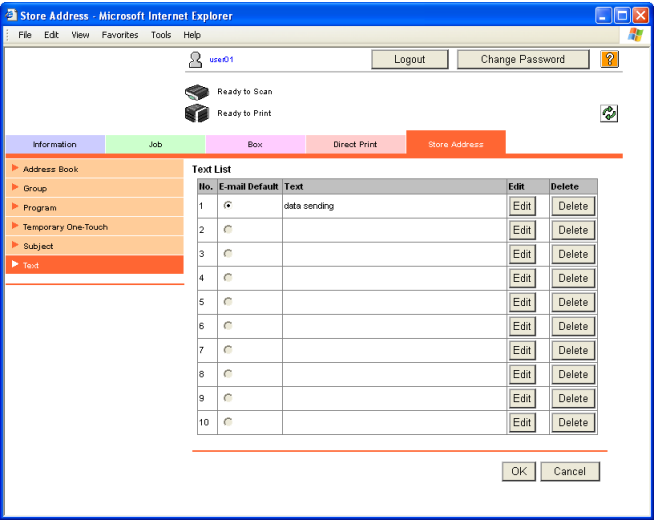 Store Address - Microsoft Internet Explorer
File Edit View Favorites Tools Help
user01 Logout Change Password ?
Ready to Scan
Ready to Print
Information Job Box Direct Print Store Address
Address Book
Group
Program
Temporary One-Touch
Subject
Text
Text List
No. E-mail Default Text Edit Delete
1 data sending Edit Delete
2 Edit Delete
3 Edit Delete
4 Edit Delete
5 Edit Delete
6 Edit Delete
7 Edit Delete
8 Edit Delete
9 Edit Delete
10 Edit Delete
OK Cancel